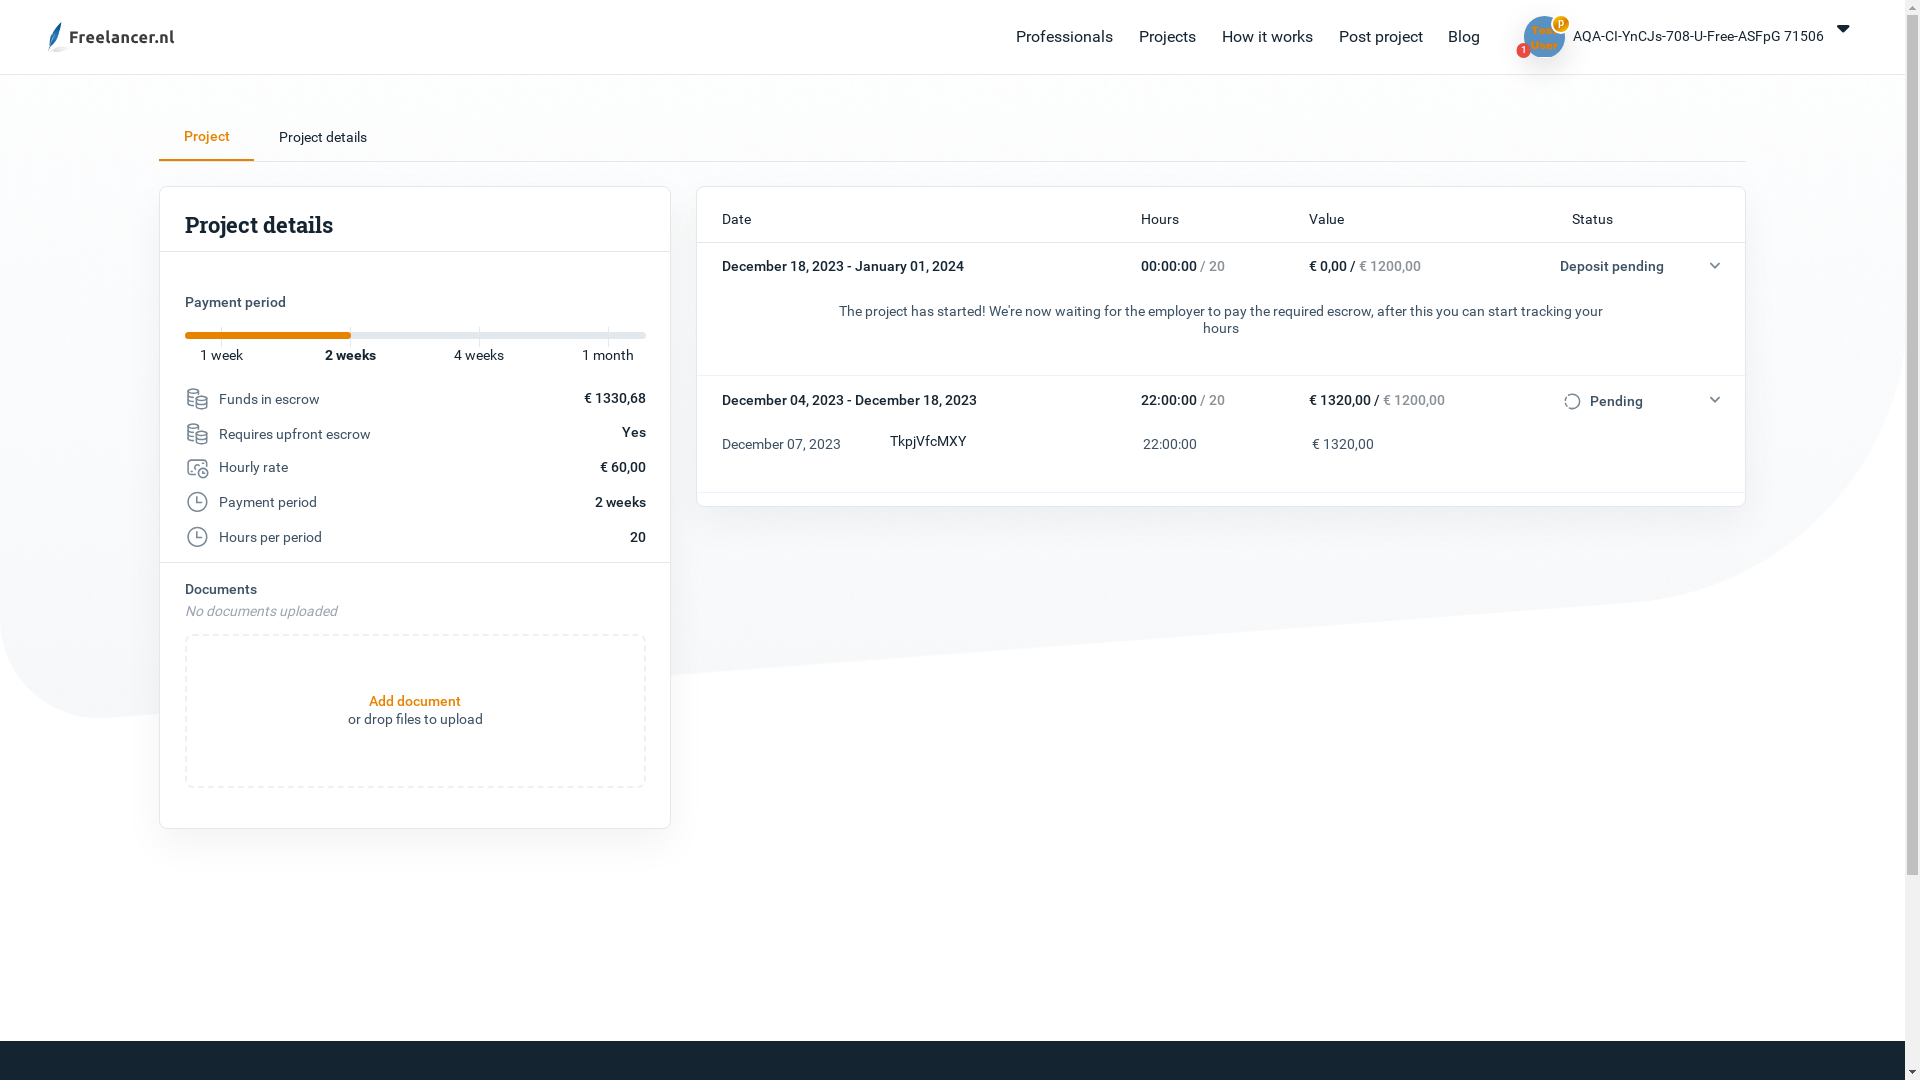 Freelancer.nl
Professionals
Projects
How it works
Post project
Blog
P
1
AQA-CI-YnCJs-708-U-Free-ASFpG 71506
Project
Project details
Project details
Payment period
1 week
2 weeks
4 weeks
1 month
Funds in escrow € 1330,68
Requires upfront escrow Yes
Hourly rate € 60,00
Payment period 2 weeks
Hours per period 20
Documents
No documents uploaded
Add document
or drop files to upload
Date Hours Value Status
December 18, 2023 - January 01, 2024 00:00:00 / 20 € 0,00 / € 1200,00 Deposit pending
The project has started! We're now waiting for the employer to pay the required escrow, after this you can start tracking your
hours
December 04, 2023 - December 18, 2023 22:00:00 / 20 € 1320,00 / € 1200,00 Pending
December 07, 2023 TkpjVfcMXY 22:00:00 € 1320,00